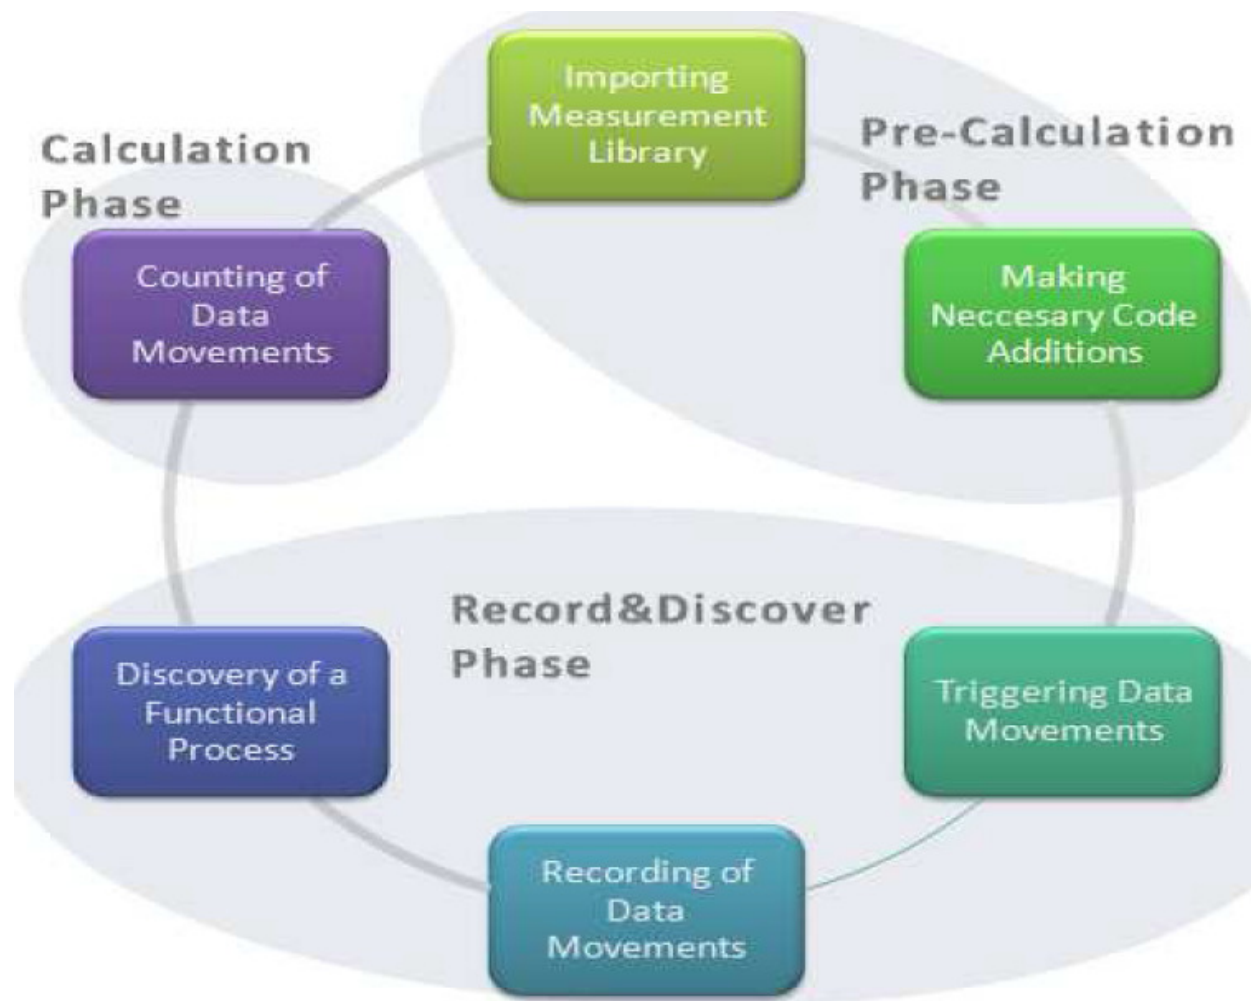 Importing
Measurement
Library
Pre-Calculation
Phase
Making
Neccesary Code
Additions
Calculation
Phase
Counting of
Data
Movements
Record&Discover
Phase
Triggering Data
Movements
Recording of
Data
Movements
Discovery of a
Functional
Process